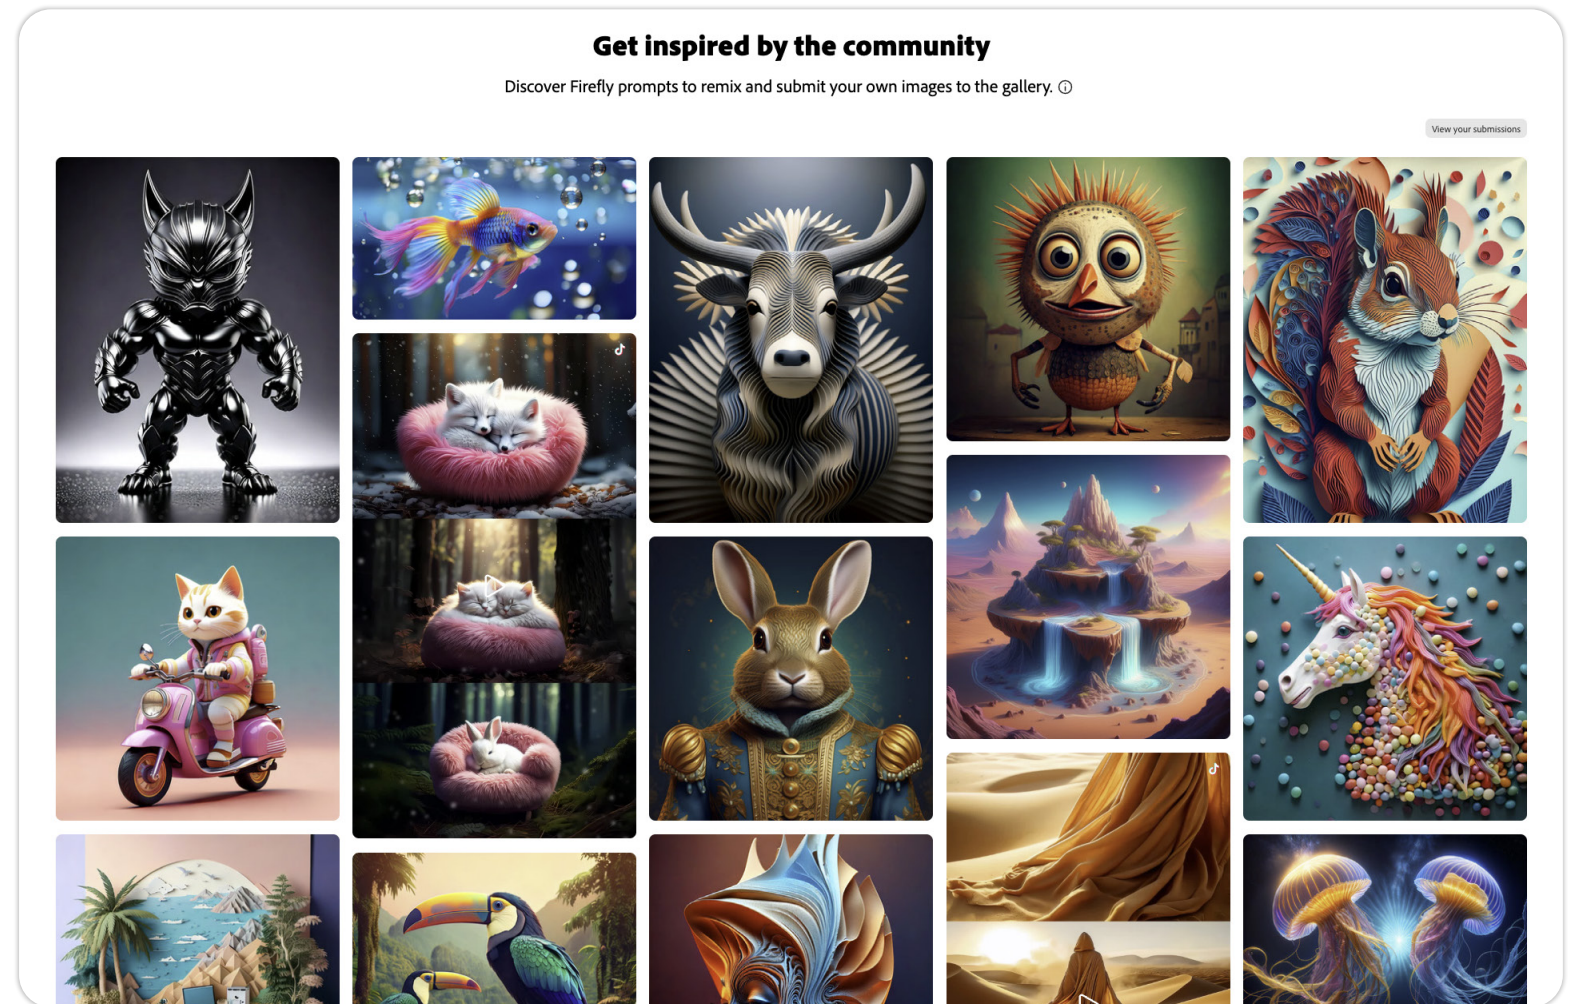 Get inspired by the community
Discover Firefly prompts to remix and submit your own images to the gallery.
View your submissions